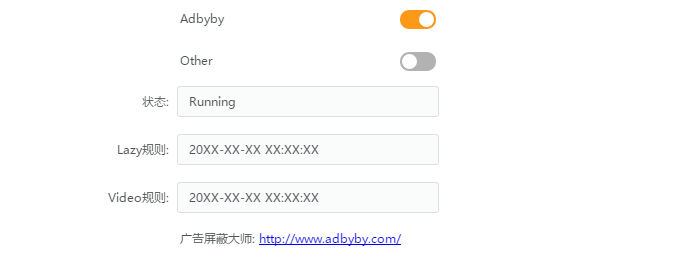 Adbyby
Other
状态: Running
Lazy规则: 20XX-XX-XX XX:XX:XX
Video规则: 20XX-XX-XX XX:XX:XX
广告屏蔽大师: http://www.adbyby.com/